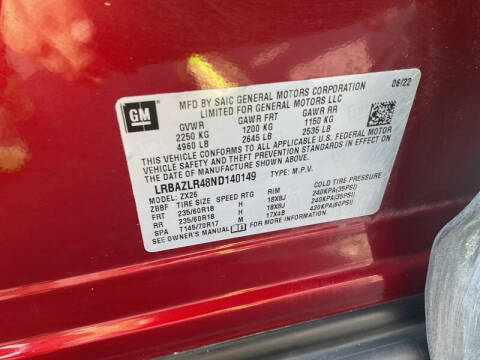 GM
MFD BY SAIC GENERAL MOTORS CORPORATION 06/22
LIMITED FOR GENERAL MOTORS LLC
GVWR GAWR FRT GAWR RR
2250 KG 1200 KG 1150 KG
4960 LB 2645 LB 2535 LB
THIS VEHICLE CONFORMS TO ALL APPLICABLE U.S. FEDERAL MOTOR
VEHICLE SAFETY, BUMPER, AND THEFT PREVENTION STANDARDS IN EFFECT ON
THE DATE OF MANUFACTURE SHOWN ABOVE.
LRBAZLR48ND140149 TYPE: M.P.V.
MODEL: ZX26
ZBBF TIRE SIZE SPEED RTG RIM COLD TIRE PRESSURE
FRT 235/60R18 H 18X8J 240KPA(35PSI)
RR 235/60R18 H 18X8J 240KPA(35PSI)
SP T145/70R17 M 17X4B 420KPA(60PSI)
SEE OWNER'S MANUAL FOR MORE INFORMATION.